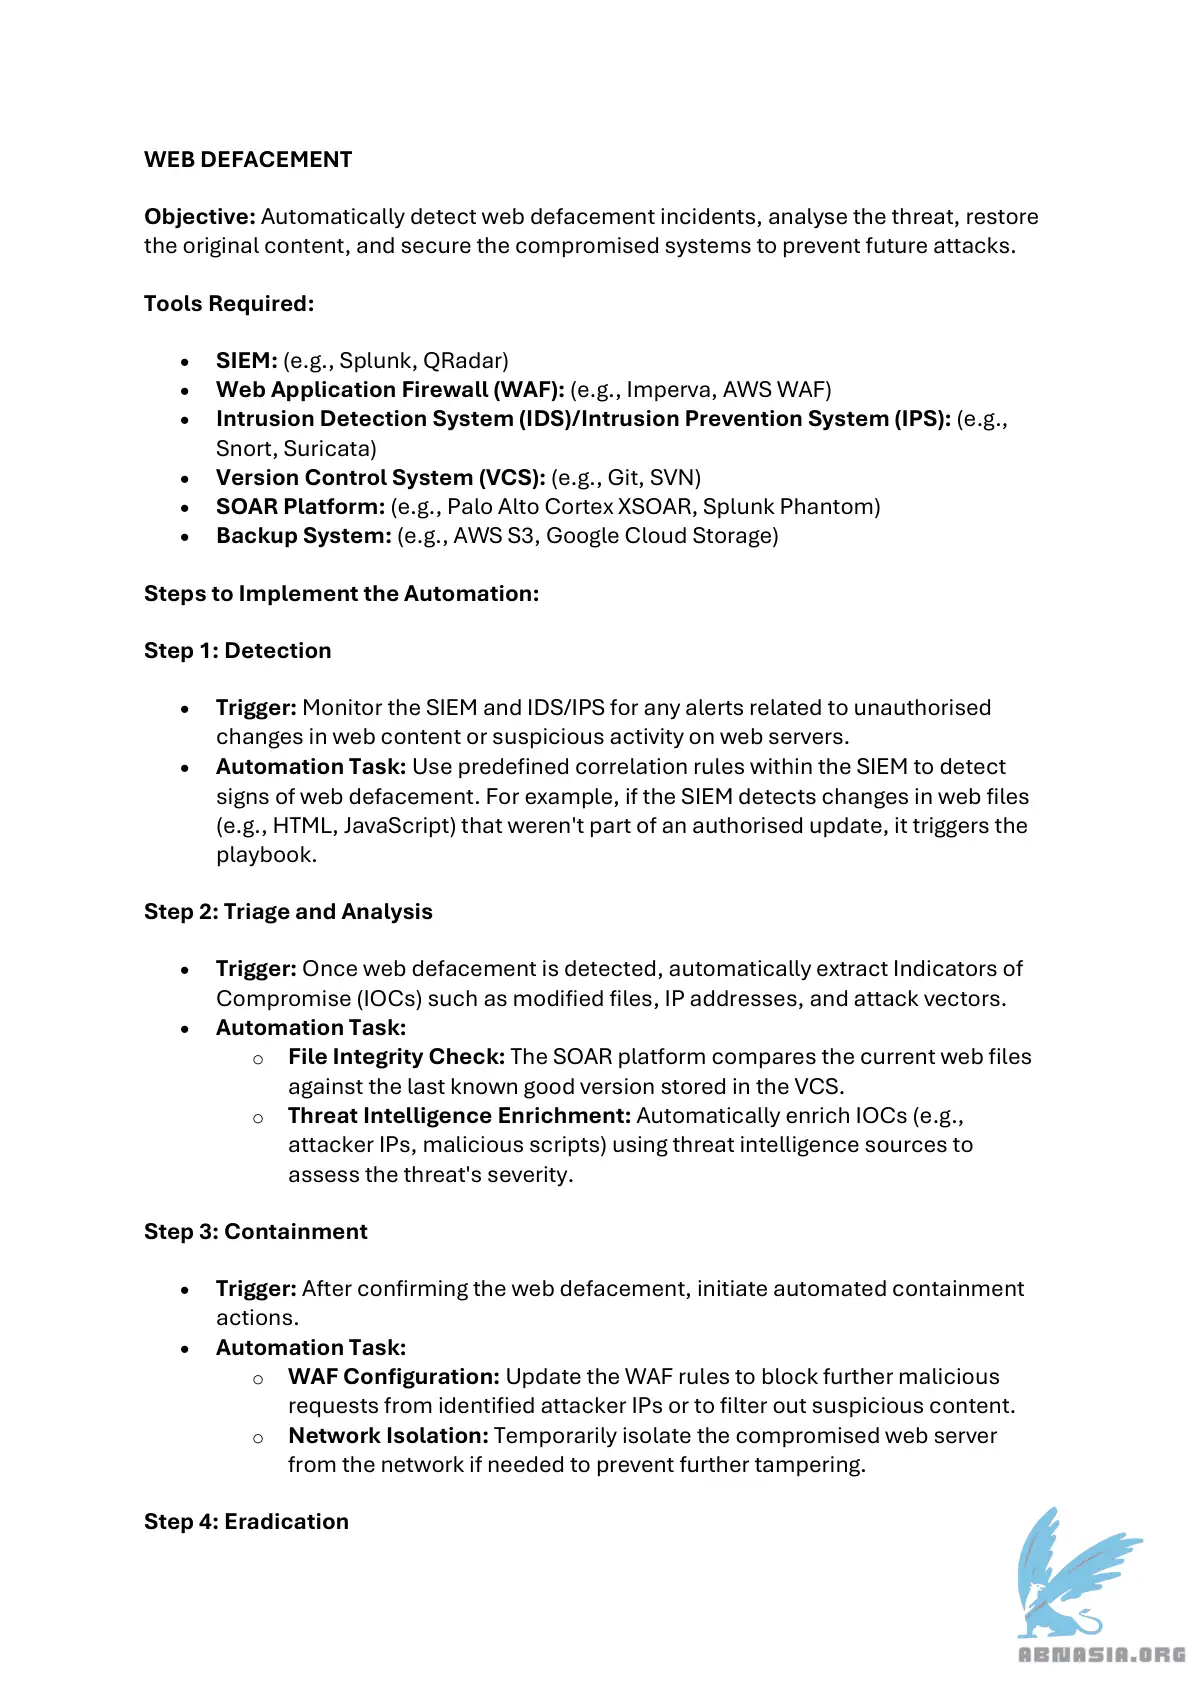 WEB DEFACEMENT
Objective: Automatically detect web defacement incidents, analyse the threat, restore
the original content, and secure the compromised systems to prevent future attacks.
Tools Required:
• SIEM: (e.g., Splunk, QRadar)
• Web Application Firewall (WAF): (e.g., Imperva, AWS WAF)
• Intrusion Detection System (IDS)/Intrusion Prevention System (IPS): (e.g.,
Snort, Suricata)
• Version Control System (VCS): (e.g., Git, SVN)
• SOAR Platform: (e.g., Palo Alto Cortex XSOAR, Splunk Phantom)
• Backup System: (e.g., AWS S3, Google Cloud Storage)
Steps to Implement the Automation:
Step 1: Detection
• Trigger: Monitor the SIEM and IDS/IPS for any alerts related to unauthorised
changes in web content or suspicious activity on web servers.
• Automation Task: Use predefined correlation rules within the SIEM to detect
signs of web defacement. For example, if the SIEM detects changes in web files
(e.g., HTML, JavaScript) that weren't part of an authorised update, it triggers the
playbook.
Step 2: Triage and Analysis
• Trigger: Once web defacement is detected, automatically extract Indicators of
Compromise (IOCs) such as modified files, IP addresses, and attack vectors.
• Automation Task:
o File Integrity Check: The SOAR platform compares the current web files
against the last known good version stored in the VCS.
o Threat Intelligence Enrichment: Automatically enrich IOCs (e.g.,
attacker IPs, malicious scripts) using threat intelligence sources to
assess the threat's severity.
Step 3: Containment
• Trigger: After confirming the web defacement, initiate automated containment
actions.
• Automation Task:
o WAF Configuration: Update the WAF rules to block further malicious
requests from identified attacker IPs or to filter out suspicious content.
o Network Isolation: Temporarily isolate the compromised web server
from the network if needed to prevent further tampering.
Step 4: Eradication
ABNASIA.ORG